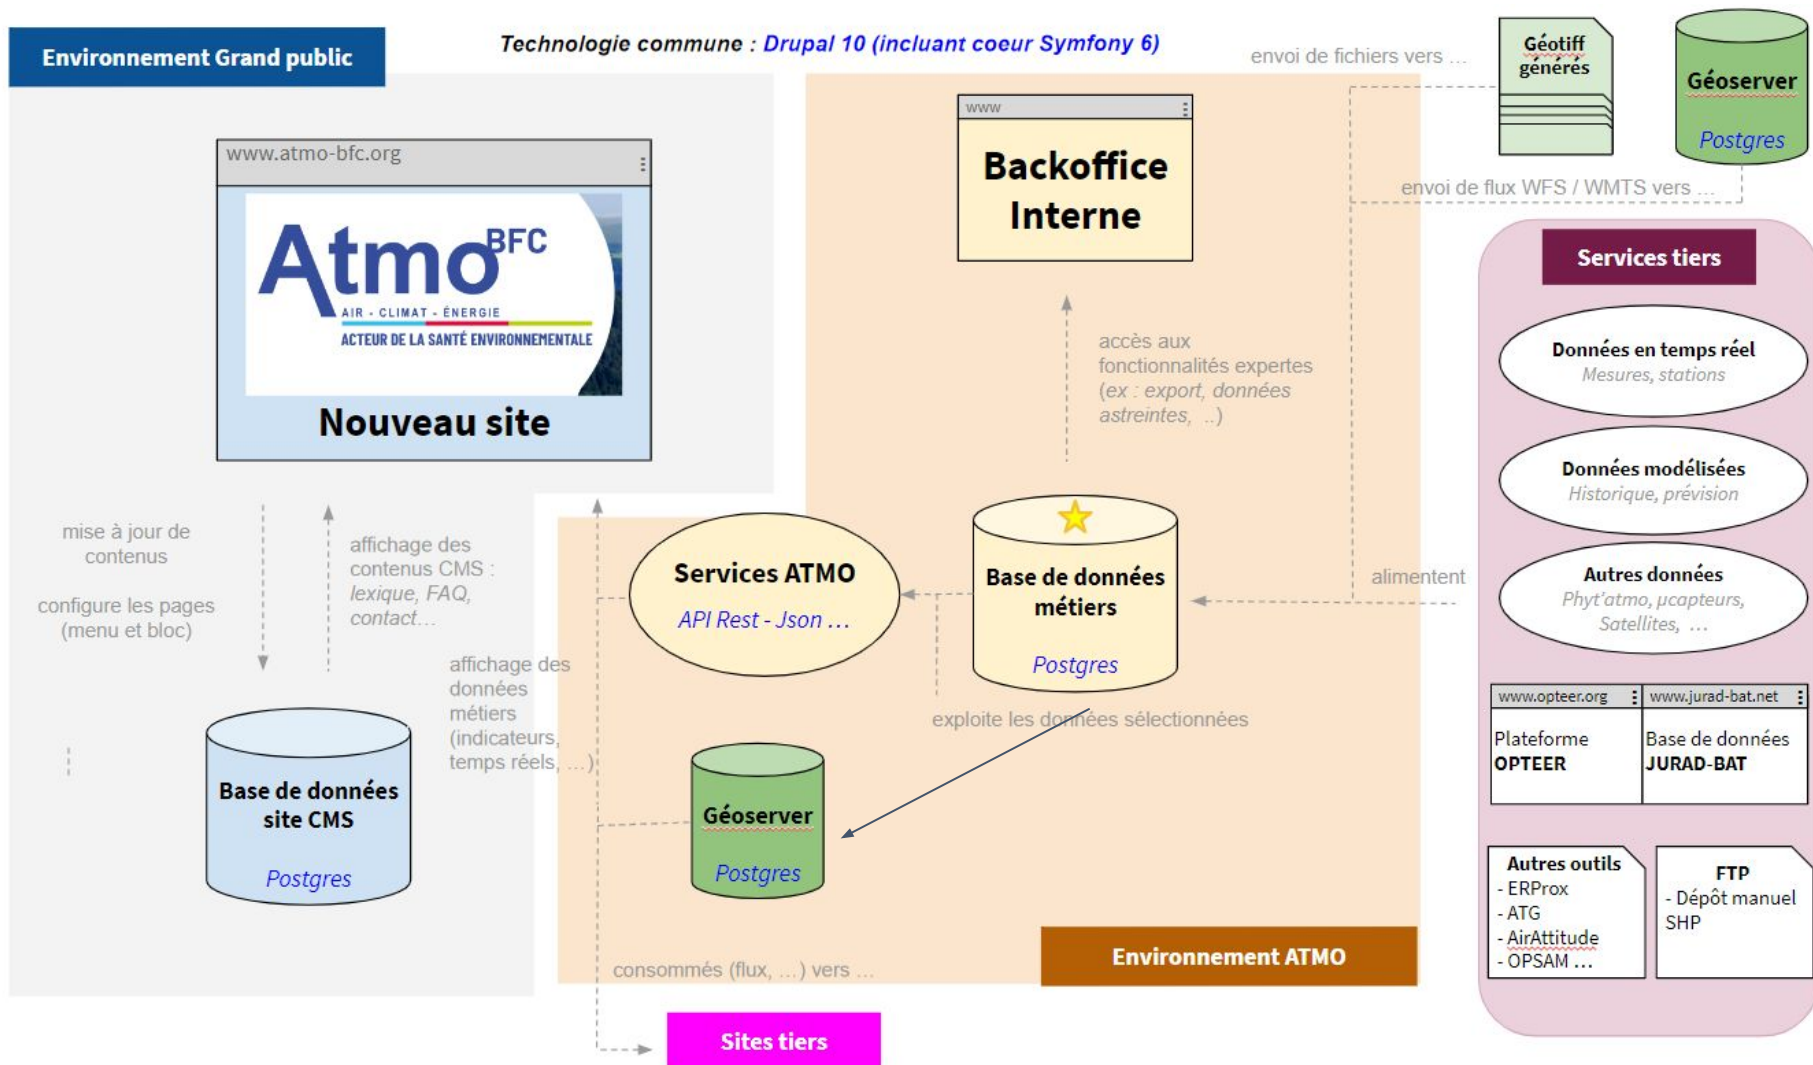 Environnement Grand public
Technologie commune : Drupal 10 (incluant coeur Symfony 6)
envoi de fichiers vers ...
Géotiff
générés
Géoserver
Postgres
envoi de flux WFS / WMTS vers ...
www.atmo-bfc.org
Atmo BFC
AIR - CLIMAT - ÉNERGIE
ACTEUR DE LA SANTÉ ENVIRONNEMENTALE
Nouveau site
www
Backoffice
Interne
accès aux
fonctionnalités expertes
(ex : export, données
astreintes, ..)
mise à jour de
contenus
configure les pages
(menu et bloc)
affichage des
contenus CMS :
lexique, FAQ,
contact...
Base de données
site CMS
Postgres
affichage des
données
métiers
(indicateurs,
temps réels, ...)
Services ATMO
API Rest - Json ...
Base de données
métiers
Postgres
alimentent
exploite les données sélectionnées
Géoserver
Postgres
consommés (flux, ...) vers ...
Environnement ATMO
Sites tiers
Services tiers
Données en temps réel
Mesures, stations
Données modélisées
Historique, prévision
Autres données
Phyt'atmo, µcapteurs,
Satellites, ...
www.opteer.org
Plateforme
OPTEER
www.jurad-bat.net
Base de données
JURAD-BAT
Autres outils
- ERProx
- ATG
- AirAttitude
- OPSAM ...
FTP
- Dépôt manuel
SHP